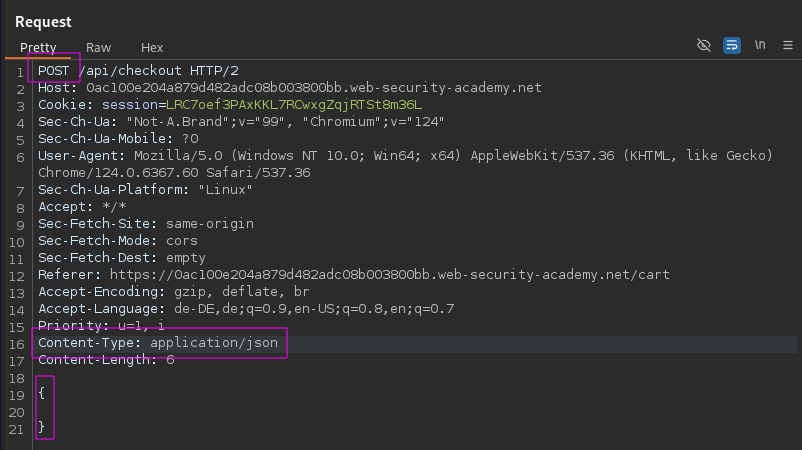 Request
Pretty Raw Hex
\n
1 POST /api/checkout HTTP/2
2 Host: 0ac100e204a879d482adc08b003800bb.web-security-academy.net
3 Cookie: session=LRC7oef3PAxKKL7RCwxgZqjRTSt8m36L
4 Sec-Ch-Ua: "Not-A.Brand";v="99", "Chromium";v="124"
5 Sec-Ch-Ua-Mobile: ?0
6 User-Agent: Mozilla/5.0 (Windows NT 10.0; Win64; x64) AppleWebKit/537.36 (KHTML, like Gecko)
Chrome/124.0.6367.60 Safari/537.36
7 Sec-Ch-Ua-Platform: "Linux"
8 Accept: */*
9 Sec-Fetch-Site: same-origin
10 Sec-Fetch-Mode: cors
11 Sec-Fetch-Dest: empty
12 Referer: https://0ac100e204a879d482adc08b003800bb.web-security-academy.net/cart
13 Accept-Encoding: gzip, deflate, br
14 Accept-Language: de-DE,de;q=0.9,en-US;q=0.8,en;q=0.7
15 Priority: u=1, i
16 Content-Type: application/json
17 Content-Length: 6
18
19 {
20
21 }